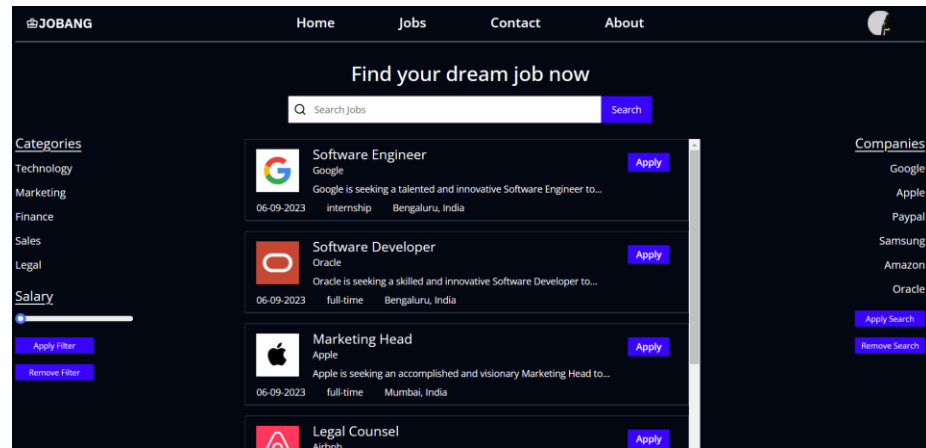 JOBANG
Home Jobs Contact About
Find your dream job now
Search Jobs
Search
Categories
Technology
Marketing
Finance
Sales
Legal
Salary
Apply Filter
Remove Filter
Software Engineer
Google
Apply
Google is seeking a talented and innovative Software Engineer to...
06-09-2023 internship Bengaluru, India
Software Developer
Oracle
Apply
Oracle is seeking a skilled and innovative Software Developer to...
06-09-2023 full-time Bengaluru, India
Marketing Head
Apple
Apply
Apple is seeking an accomplished and visionary Marketing Head to...
06-09-2023 full-time Mumbai, India
Legal Counsel
Airbnb
Apply
Companies
Google
Apple
Paypal
Samsung
Amazon
Oracle
Apply Search
Remove Search